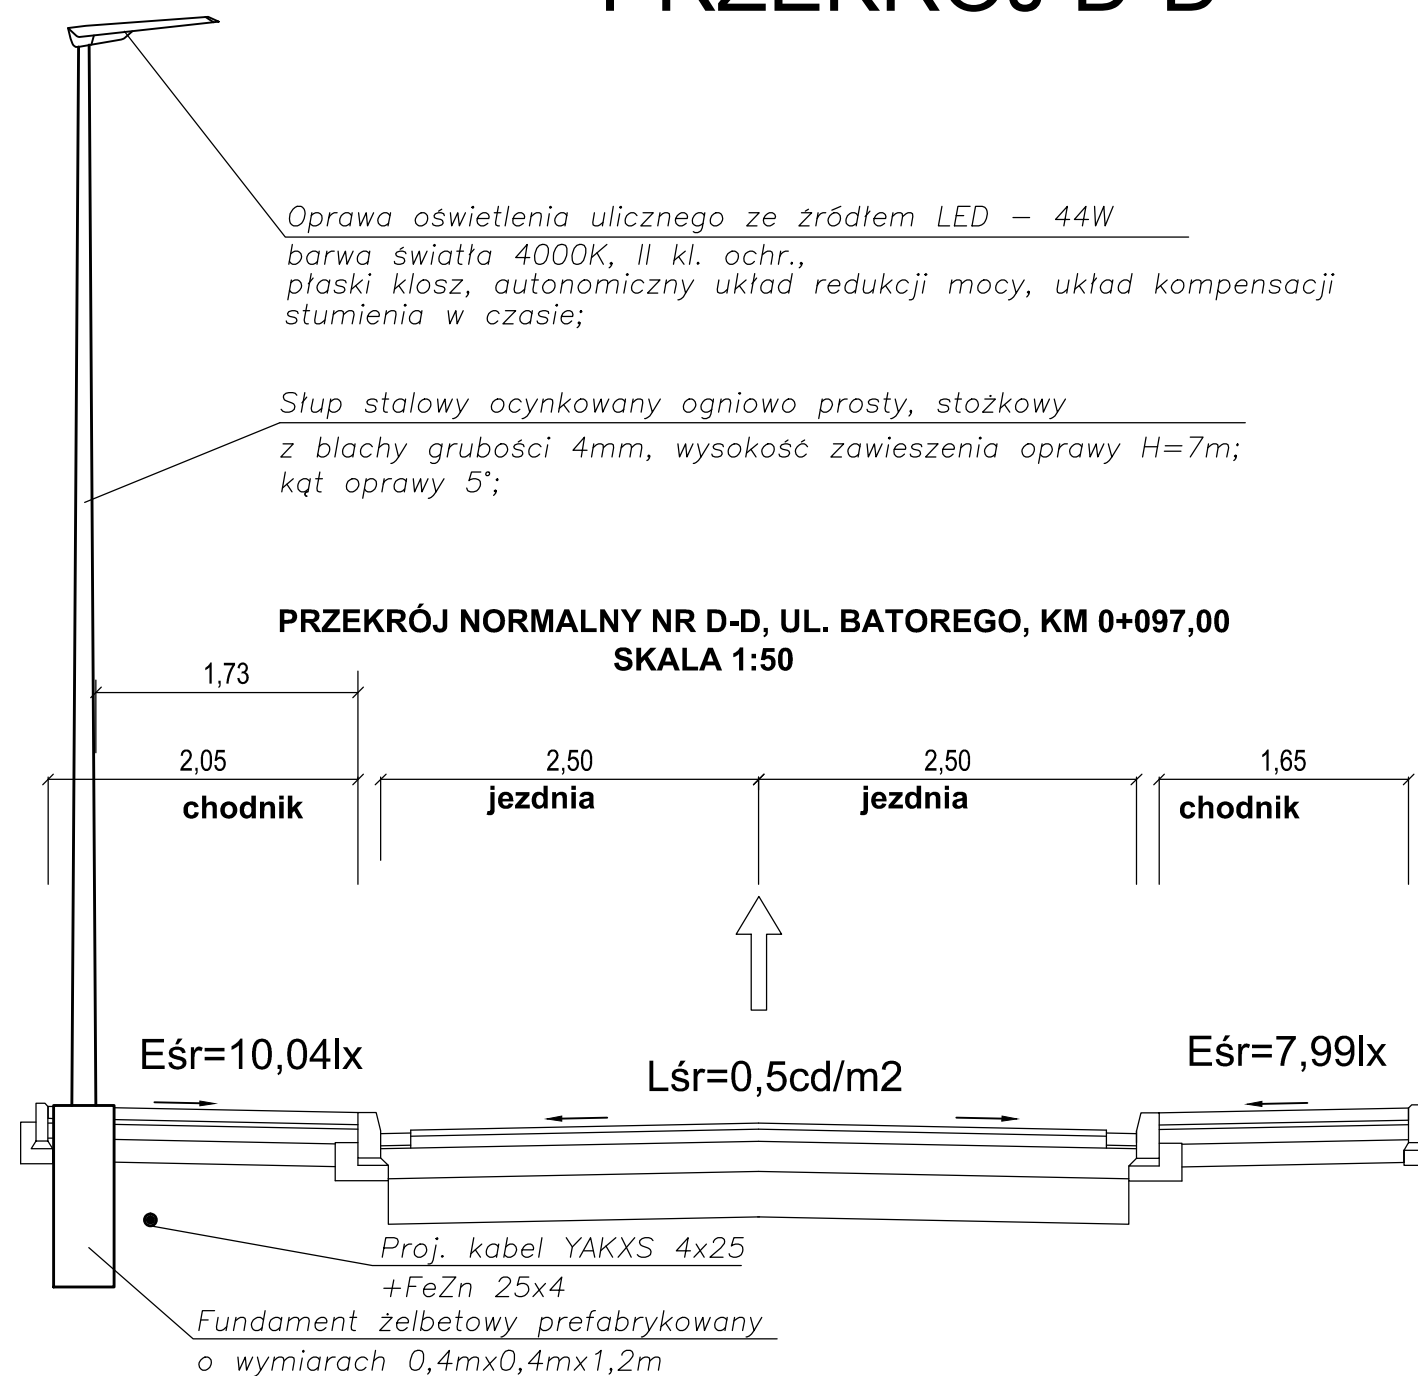 PRZEKRÓJ D-D
Oprawa oświetlenia ulicznego ze źródłem LED – 44W
barwa światła 4000K, II kl. ochr.,
płaski klosz, autonomiczny układ redukcji mocy, układ kompensacji
stumienia w czasie;
Słup stalowy ocynkowany ogniowo prosty, stożkowy
z blachy grubości 4mm, wysokość zawieszenia oprawy H=7m;
kąt oprawy 5°;
PRZEKRÓJ NORMALNY NR D-D, UL. BATOREGO, KM 0+097,00
SKALA 1:50
1,73
2,05 2,50 2,50 1,65
chodnik jezdnia jezdnia chodnik
Eśr=10,04lx Lśr=0,5cd/m2 Eśr=7,99lx
Proj. kabel YAKXS 4x25
+FeZn 25x4
Fundament żelbetowy prefabrykowany
o wymiarach 0,4mx0,4mx1,2m